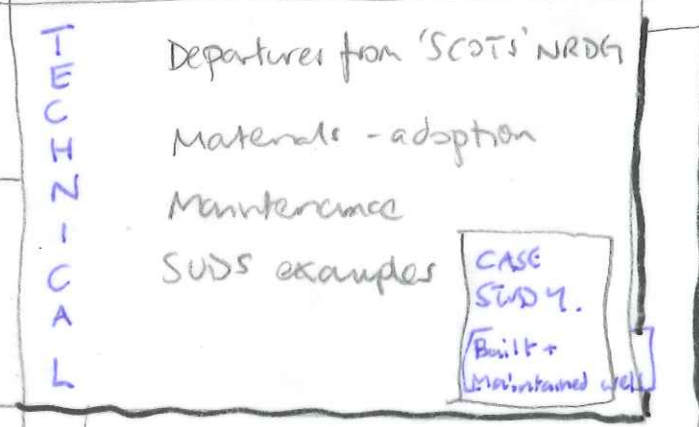 TECHNICAL
Departures from 'SCOTS' NRDG
Materials - adoption
Maintenance
SUDS examples
CASE
STUDY.
Built +
Maintained well